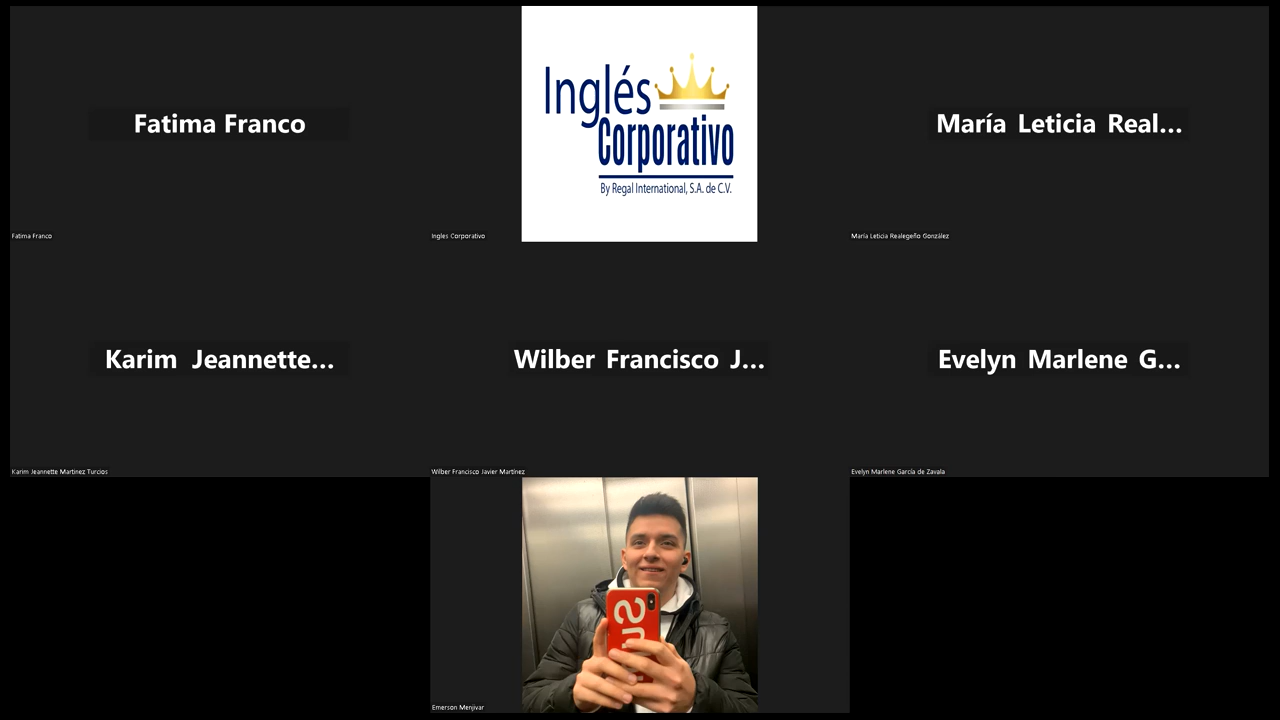 Fatima Franco
Fatima Franco
Inglés
Corporativo
By Regal International, S.A. de C.V.
Ingles Corporativo
María Leticia Real...
María Leticia Realegeño González
Karim Jeannette...
Karim Jeannette Martinez Turcios
Wilber Francisco J...
Wilber Francisco Javier Martínez
Evelyn Marlene G...
Evelyn Marlene García de Zavala
Emerson Menjivar